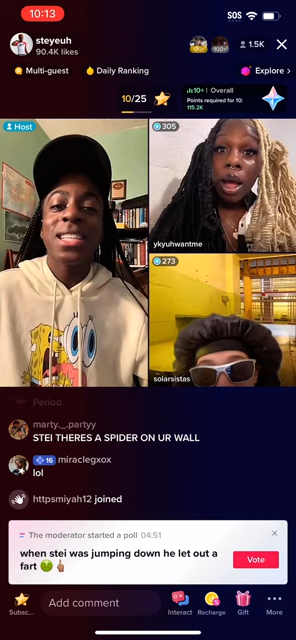 10:13
SOS
steyeuh
90.4K likes
100+
1.5K
Multi-guest
Daily Ranking
Explore >
10/25
10+ | Overall
Points required for 10:
115.2K
Host
305
ykyuhwantme
273
solarsistas
Period
marty._.partyy
STEI THERES A SPIDER ON UR WALL
16 miraclegxox
lol
httpsmiyah12 joined
The moderator started a poll 04:51
when stei was jumping down he let out a
fart 🤢☝🏾
Vote
Subsc...
Add comment
Interact
Recharge
Gift
More